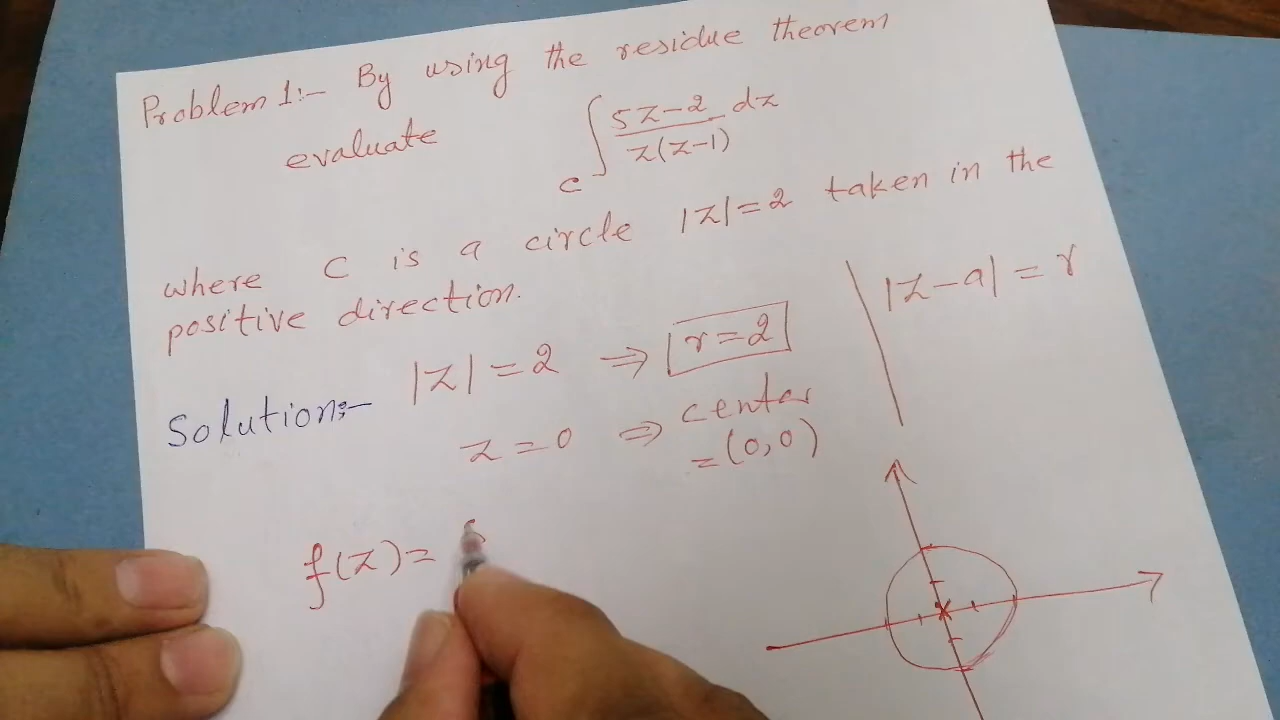 Problem 1:- By using the residue theorem
evaluate ∫ 5z-2 dz
z(z-1)
c
where C is a circle |z|=2 taken in the
positive direction.
|z-a| = r
Solution:- |z| = 2 ⇒ r=2
z = 0 ⇒ center
= (0,0)
f(z) =